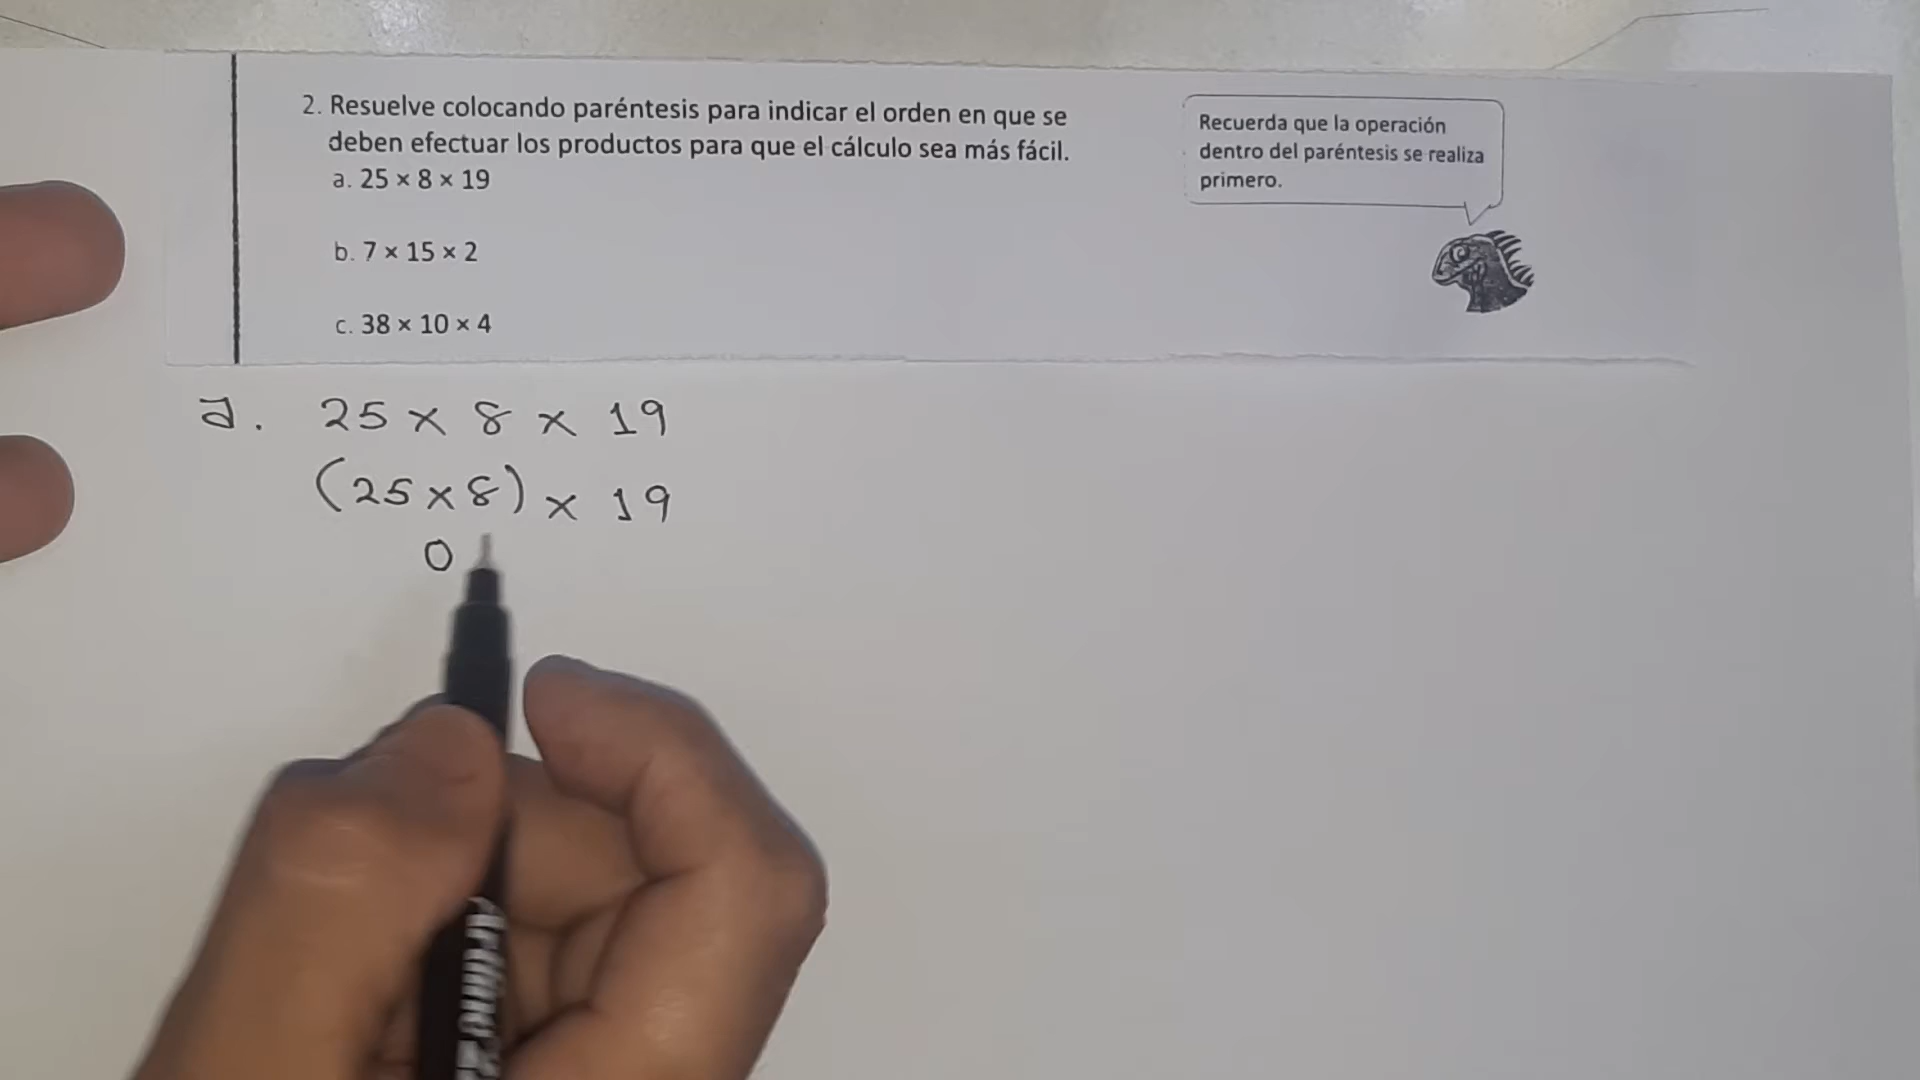 2. Resuelve colocando paréntesis para indicar el orden en que se
deben efectuar los productos para que el cálculo sea más fácil.
a. 25 × 8 × 19
b. 7 × 15 × 2
c. 38 × 10 × 4
Recuerda que la operación
dentro del paréntesis se realiza
primero.
a. 25 × 8 × 19
(25 × 8) × 19
0